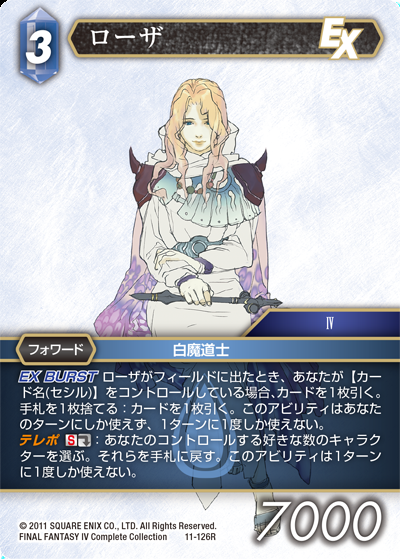 3
ローザ
EX
IV
フォワード
白魔道士
EX BURST ローザがフィールドに出たとき、あなたが【カー
ド名(セシル)】をコントロールしている場合、カードを1枚引く。
手札を1枚捨てる：カードを1枚引く。このアビリティはあなた
のターンにしか使えず、1ターンに1度しか使えない。
テレポ S：あなたのコントロールする好きな数のキャラク
ターを選ぶ。それらを手札に戻す。このアビリティは1ターン
に1度しか使えない。
© 2011 SQUARE ENIX CO., LTD. All Rights Reserved.
FINAL FANTASY IV Complete Collection 11-126R
7000